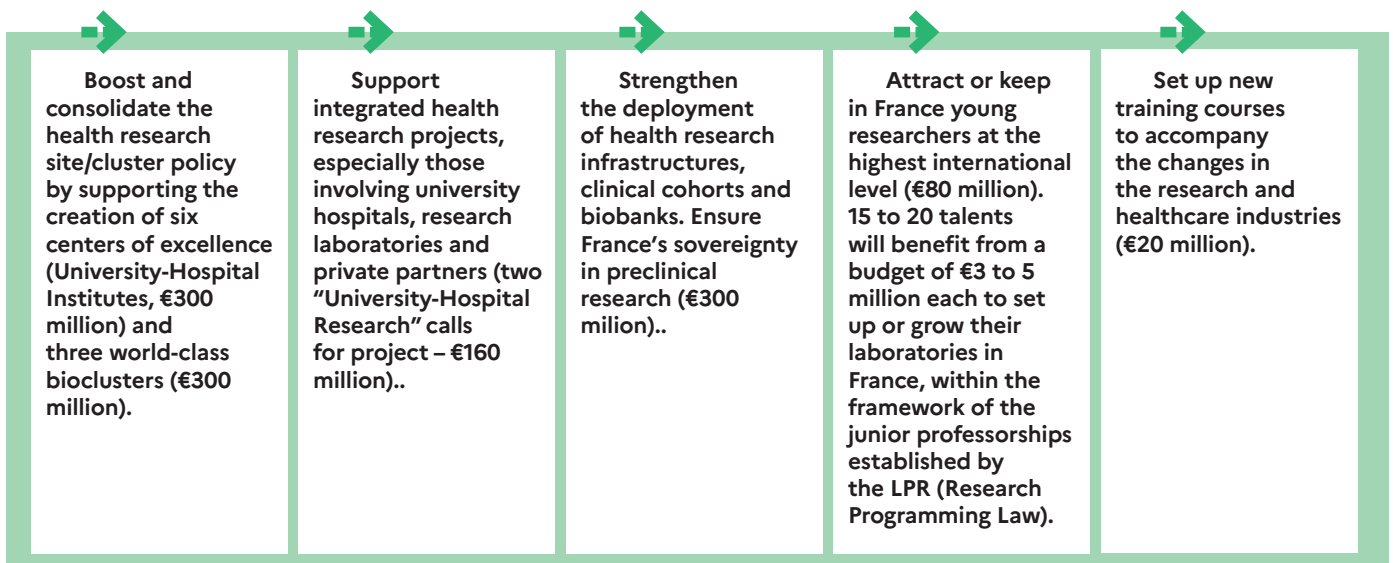 Boost and
consolidate the
health research
site/cluster policy
by supporting the
creation of six
centers of excellence
(University-Hospital
Institutes, €300
million) and
three world-class
bioclusters (€300
million).
Support
integrated health
research projects,
especially those
involving university
hospitals, research
laboratories and
private partners (two
“University-Hospital
Research” calls
for project – €160
million)..
Strengthen
the deployment
of health research
infrastructures,
clinical cohorts and
biobanks. Ensure
France’s sovereignty
in preclinical
research (€300
milion)..
Attract or keep
in France young
researchers at the
highest international
level (€80 million).
15 to 20 talents
will benefit from a
budget of €3 to 5
million each to set
up or grow their
laboratories in
France, within the
framework of the
junior professorships
established by
the LPR (Research
Programming Law).
Set up new
training courses
to accompany
the changes in
the research and
healthcare industries
(€20 million).